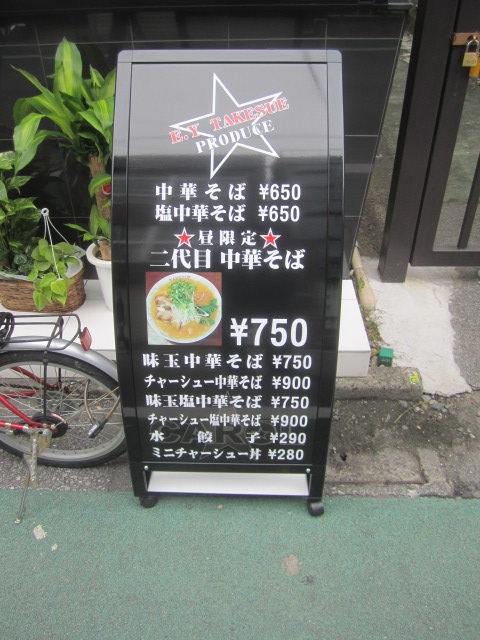 E.Y TAKESUE
PRODUCE
中華そば ¥650
塩中華そば ¥650
★昼限定★
二代目 中華そば
¥750
味玉中華そば ¥750
チャーシュー中華そば ¥900
味玉塩中華そば ¥750
チャーシュー塩中華そば ¥900
水餃子 ¥290
ミニチャーシュー丼 ¥280